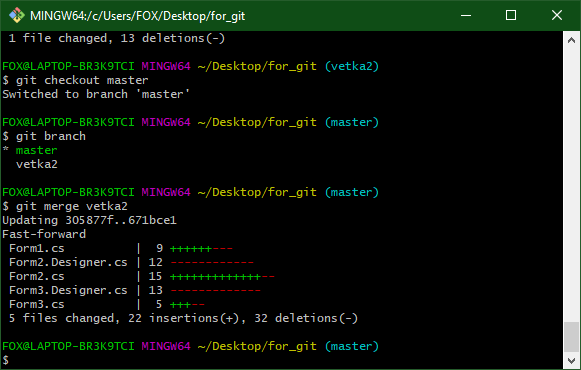 MINGW64:/c/Users/FOX/Desktop/for_git
1 file changed, 13 deletions(-)
FOX@LAPTOP-BR3K9TCI MINGW64 ~/Desktop/for_git (vetka2)
$ git checkout master
Switched to branch 'master'
FOX@LAPTOP-BR3K9TCI MINGW64 ~/Desktop/for_git (master)
$ git branch
* master
vetka2
FOX@LAPTOP-BR3K9TCI MINGW64 ~/Desktop/for_git (master)
$ git merge vetka2
Updating 305877f..671bce1
Fast-forward
Form1.cs | 9 ++++++---
Form2.Designer.cs | 12 ------------
Form2.cs | 15 +++++++++++++--
Form3.Designer.cs | 13 -------------
Form3.cs | 5 +++--
5 files changed, 22 insertions(+), 32 deletions(-)
FOX@LAPTOP-BR3K9TCI MINGW64 ~/Desktop/for_git (master)
$